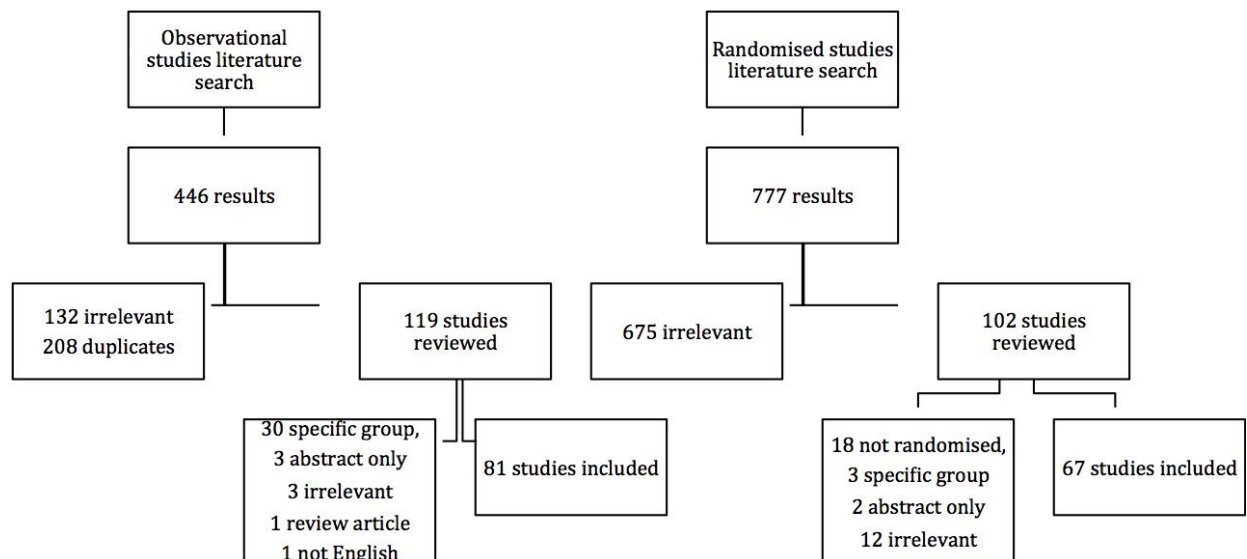 Observational
studies literature
search
446 results
132 irrelevant
208 duplicates
119 studies
reviewed
30 specific group,
3 abstract only
3 irrelevant
1 review article
1 not English
81 studies included
Randomised studies
literature search
777 results
675 irrelevant
102 studies
reviewed
18 not randomised,
3 specific group
2 abstract only
12 irrelevant
67 studies included